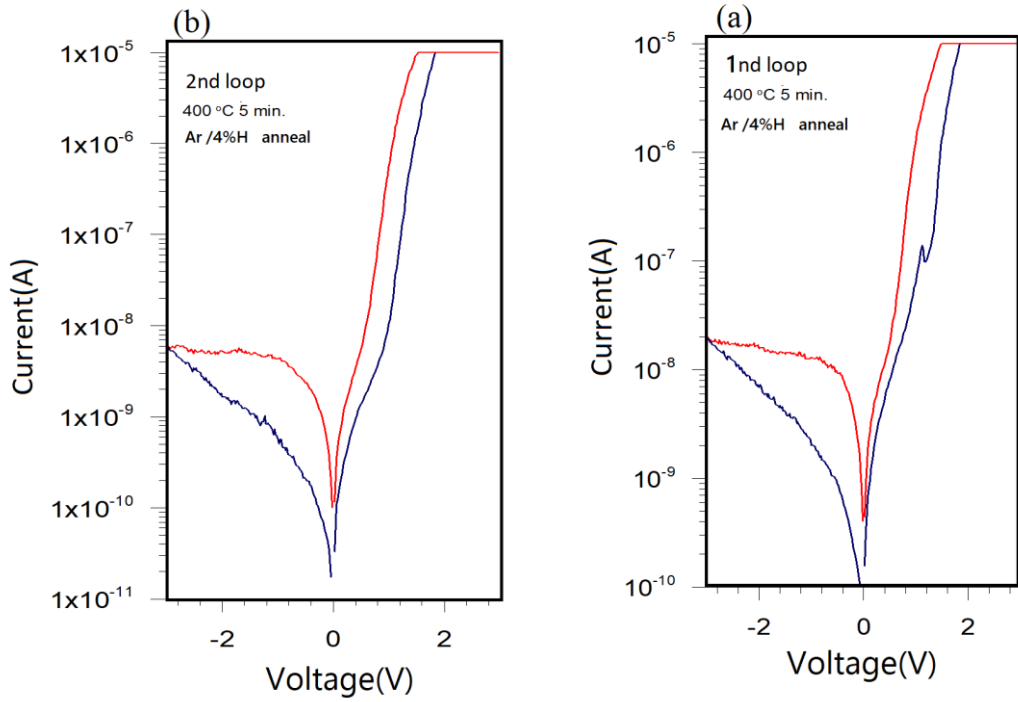 (b)
2nd loop
400 °C 5 min.
Ar /4%H anneal
1x10-5
1x10-6
1x10-7
1x10-8
1x10-9
1x10-10
1x10-11
Current(A)
-2 0 2
Voltage(V)
(a)
1nd loop
400 °C 5 min.
Ar /4%H anneal
10-5
10-6
10-7
10-8
10-9
10-10
Current(A)
-2 0 2
Voltage(V)